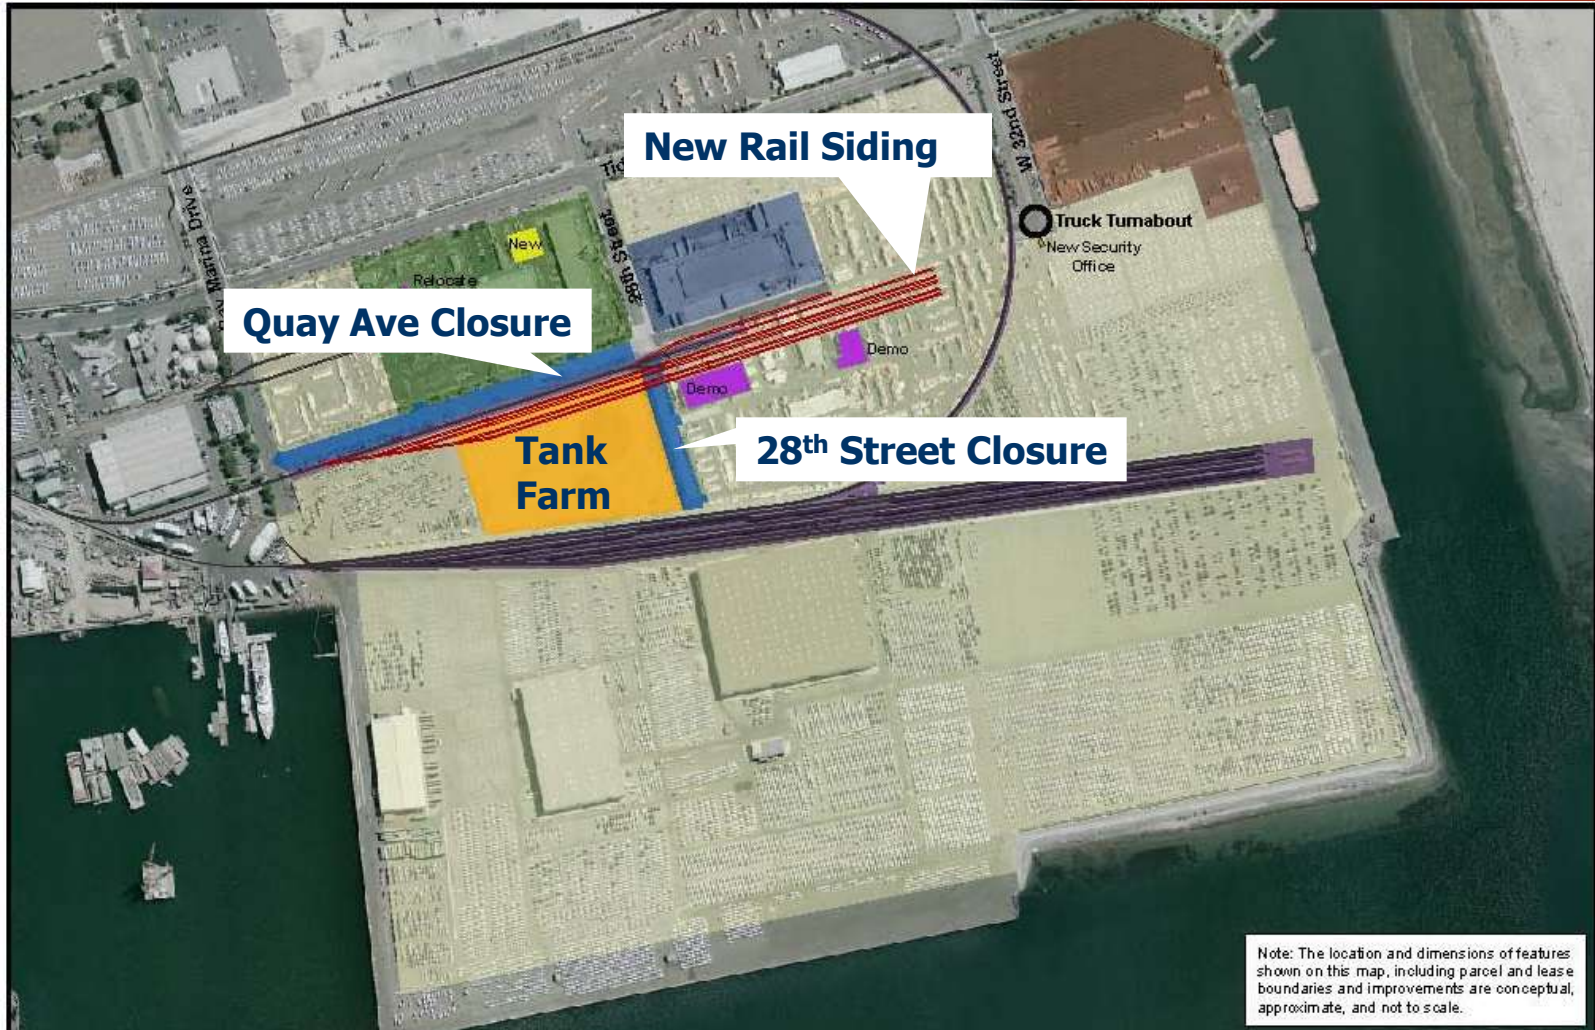 W 32nd Street
New Rail Siding
Tid
Marina Drive
28th Street
Truck Turnabout
New Security
Office
New
Relocate
Quay Ave Closure
Demo
Demo
Tank
Farm
28th Street Closure
Note: The location and dimensions of features
shown on this map, including parcel and lease
boundaries and improvements are conceptual,
approximate, and not to scale.